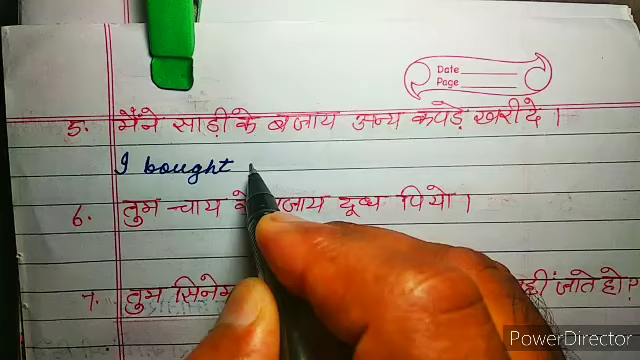 Date
Page
5. मैंने साड़ी के बजाय अन्य कपड़े खरीदे ।
I bought
6. तुम चाय के बजाय दूध पियो ।
7. तुम सिनेमा नहीं जाते हो ?
PowerDirector